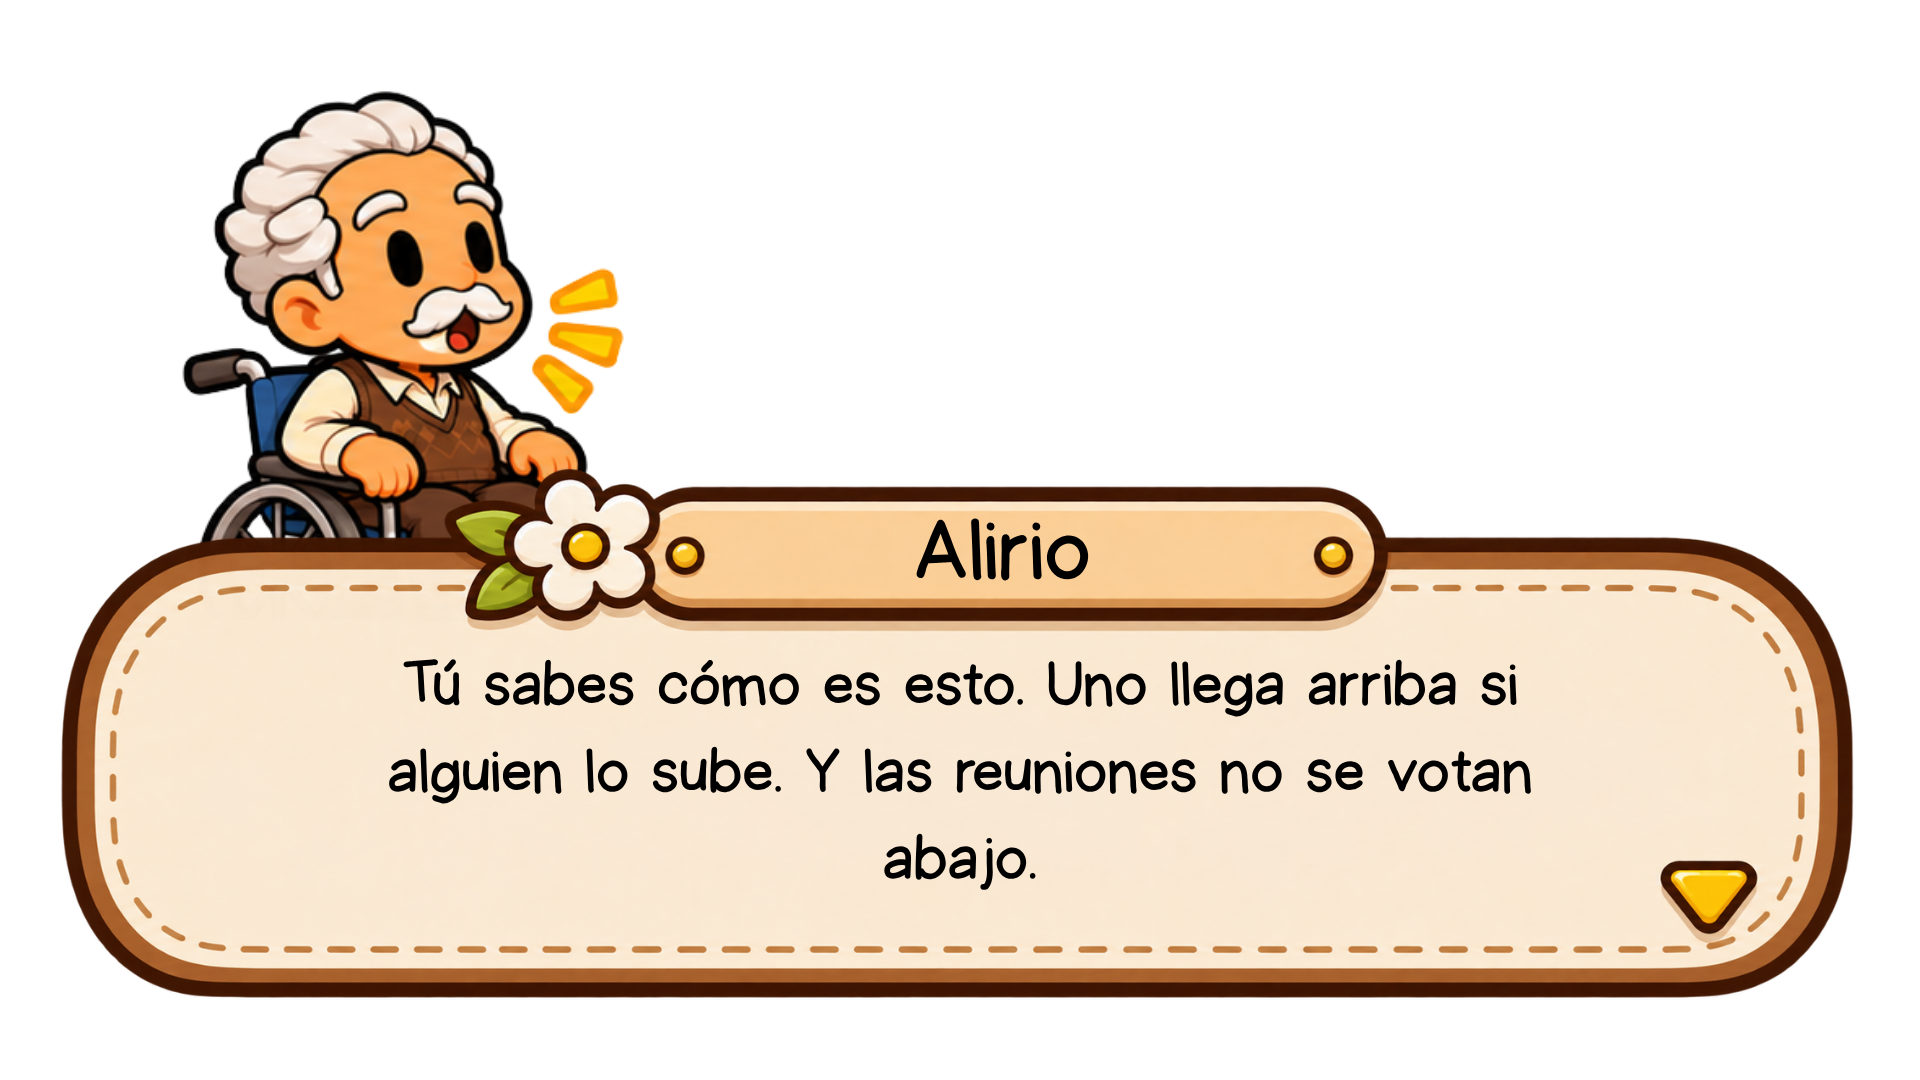 Alirio
Tú sabes cómo es esto. Uno llega arriba si
alguien lo sube. Y las reuniones no se votan
abajo.